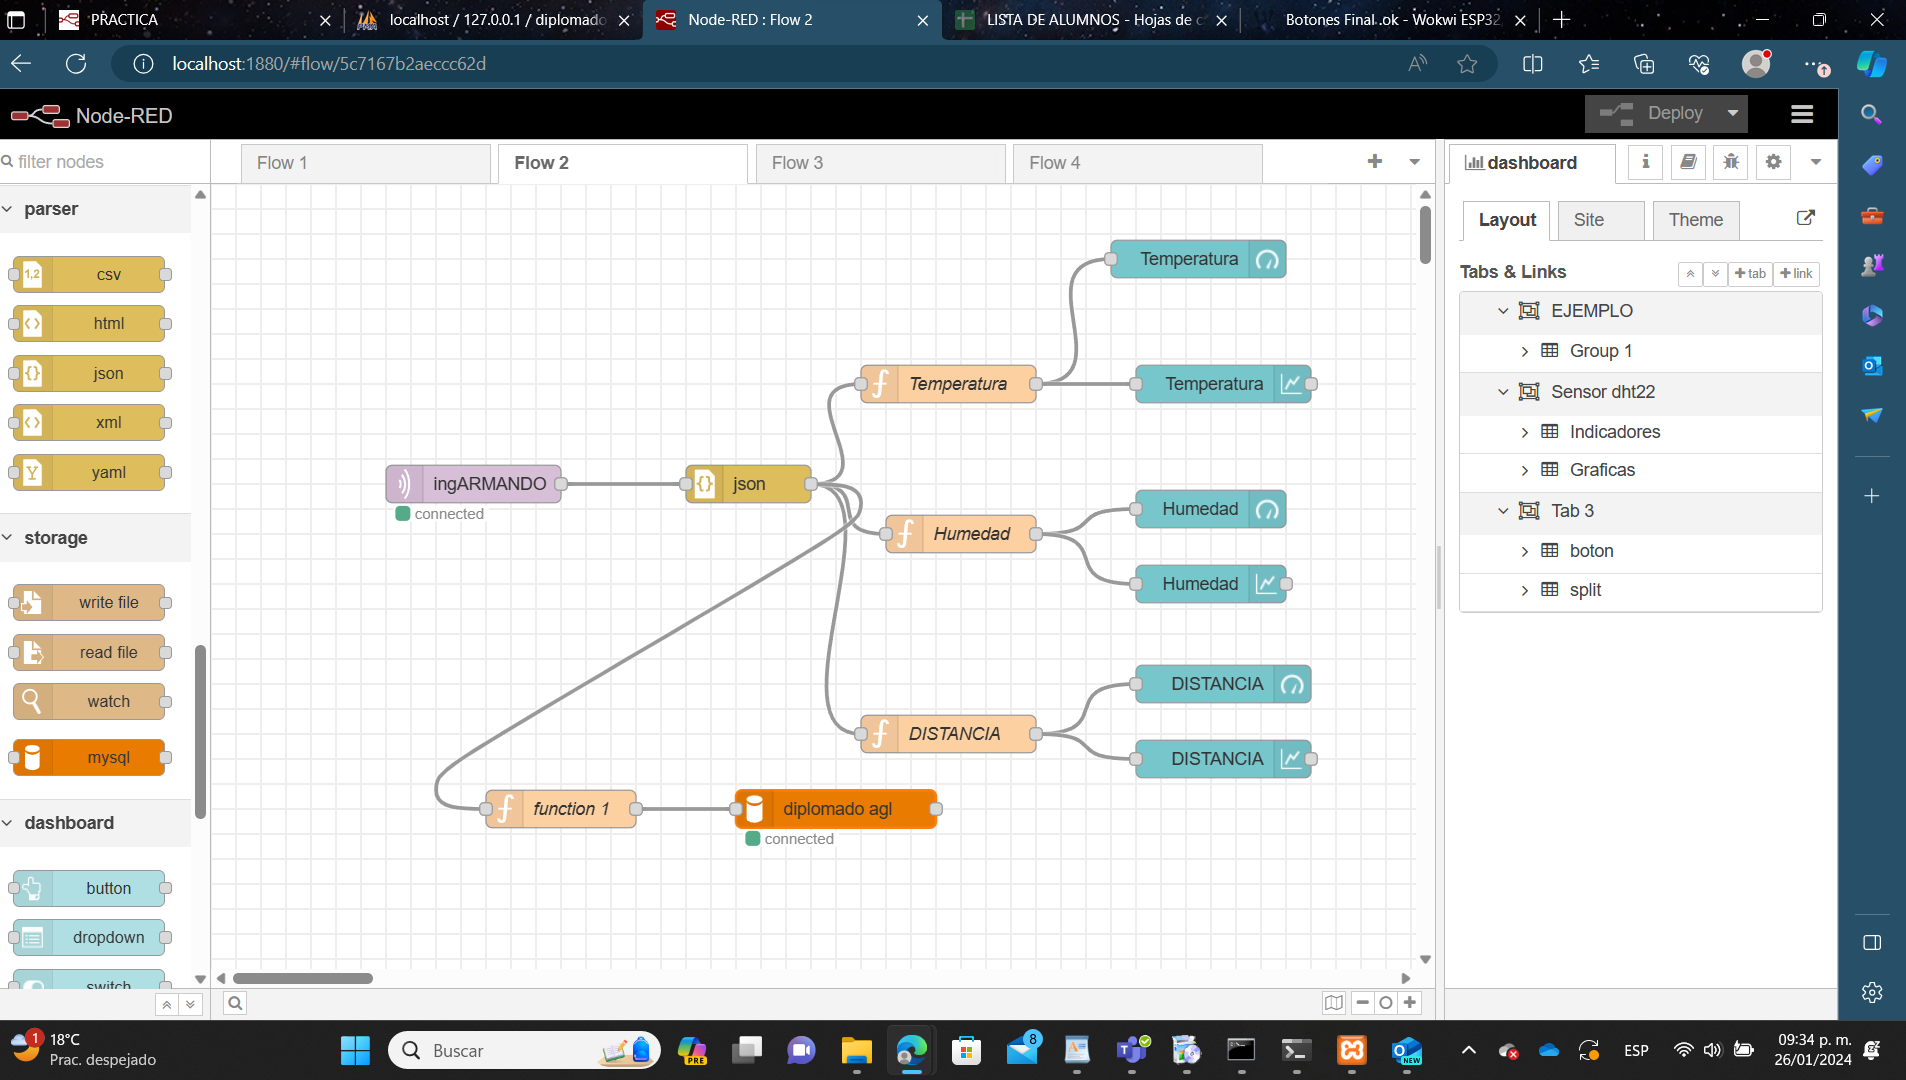 PRACTICA
localhost / 127.0.0.1 / diplomado
Node-RED : Flow 2
LISTA DE ALUMNOS - Hojas de c
Botones Final..ok - Wokwi ESP32,
localhost:1880/#flow/5c7167b2aeccc62d
Node-RED
Deploy
filter nodes
Flow 1
Flow 2
Flow 3
Flow 4
dashboard
parser
csv
html
json
xml
yaml
storage
write file
read file
watch
mysql
dashboard
button
dropdown
switch
Temperatura
Temperatura
Temperatura
ingARMANDO
connected
json
Humedad
Humedad
Humedad
DISTANCIA
DISTANCIA
DISTANCIA
function 1
diplomado agl
connected
Layout
Site
Theme
Tabs & Links
tab
link
EJEMPLO
Group 1
Sensor dht22
Indicadores
Graficas
Tab 3
boton
split
1
18°C
Prac. despejado
Buscar
PRE
8
NEW
ESP
09:34 p. m.
26/01/2024